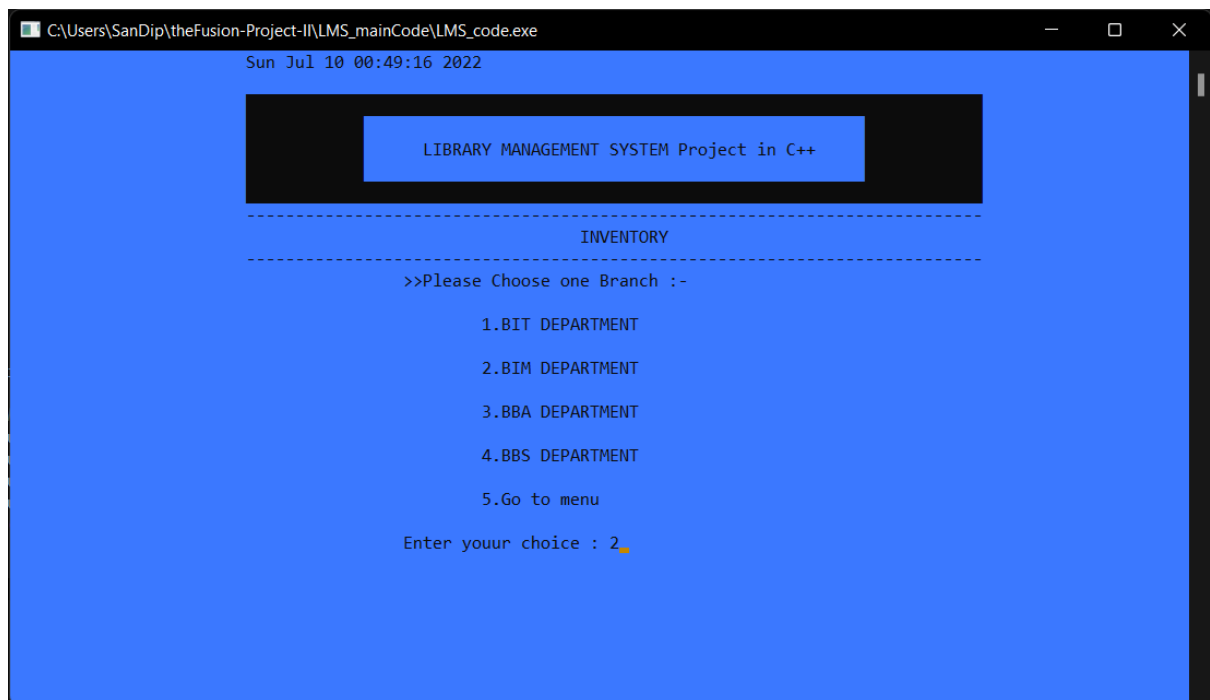 C:\Users\SanDip\theFusion-Project-II\LMS_mainCode\LMS_code.exe
Sun Jul 10 00:49:16 2022
LIBRARY MANAGEMENT SYSTEM Project in C++
---------------------------------------------------------------------------
INVENTORY
---------------------------------------------------------------------------
>>Please Choose one Branch :-
1.BIT DEPARTMENT
2.BIM DEPARTMENT
3.BBA DEPARTMENT
4.BBS DEPARTMENT
5.Go to menu
Enter youur choice : 2